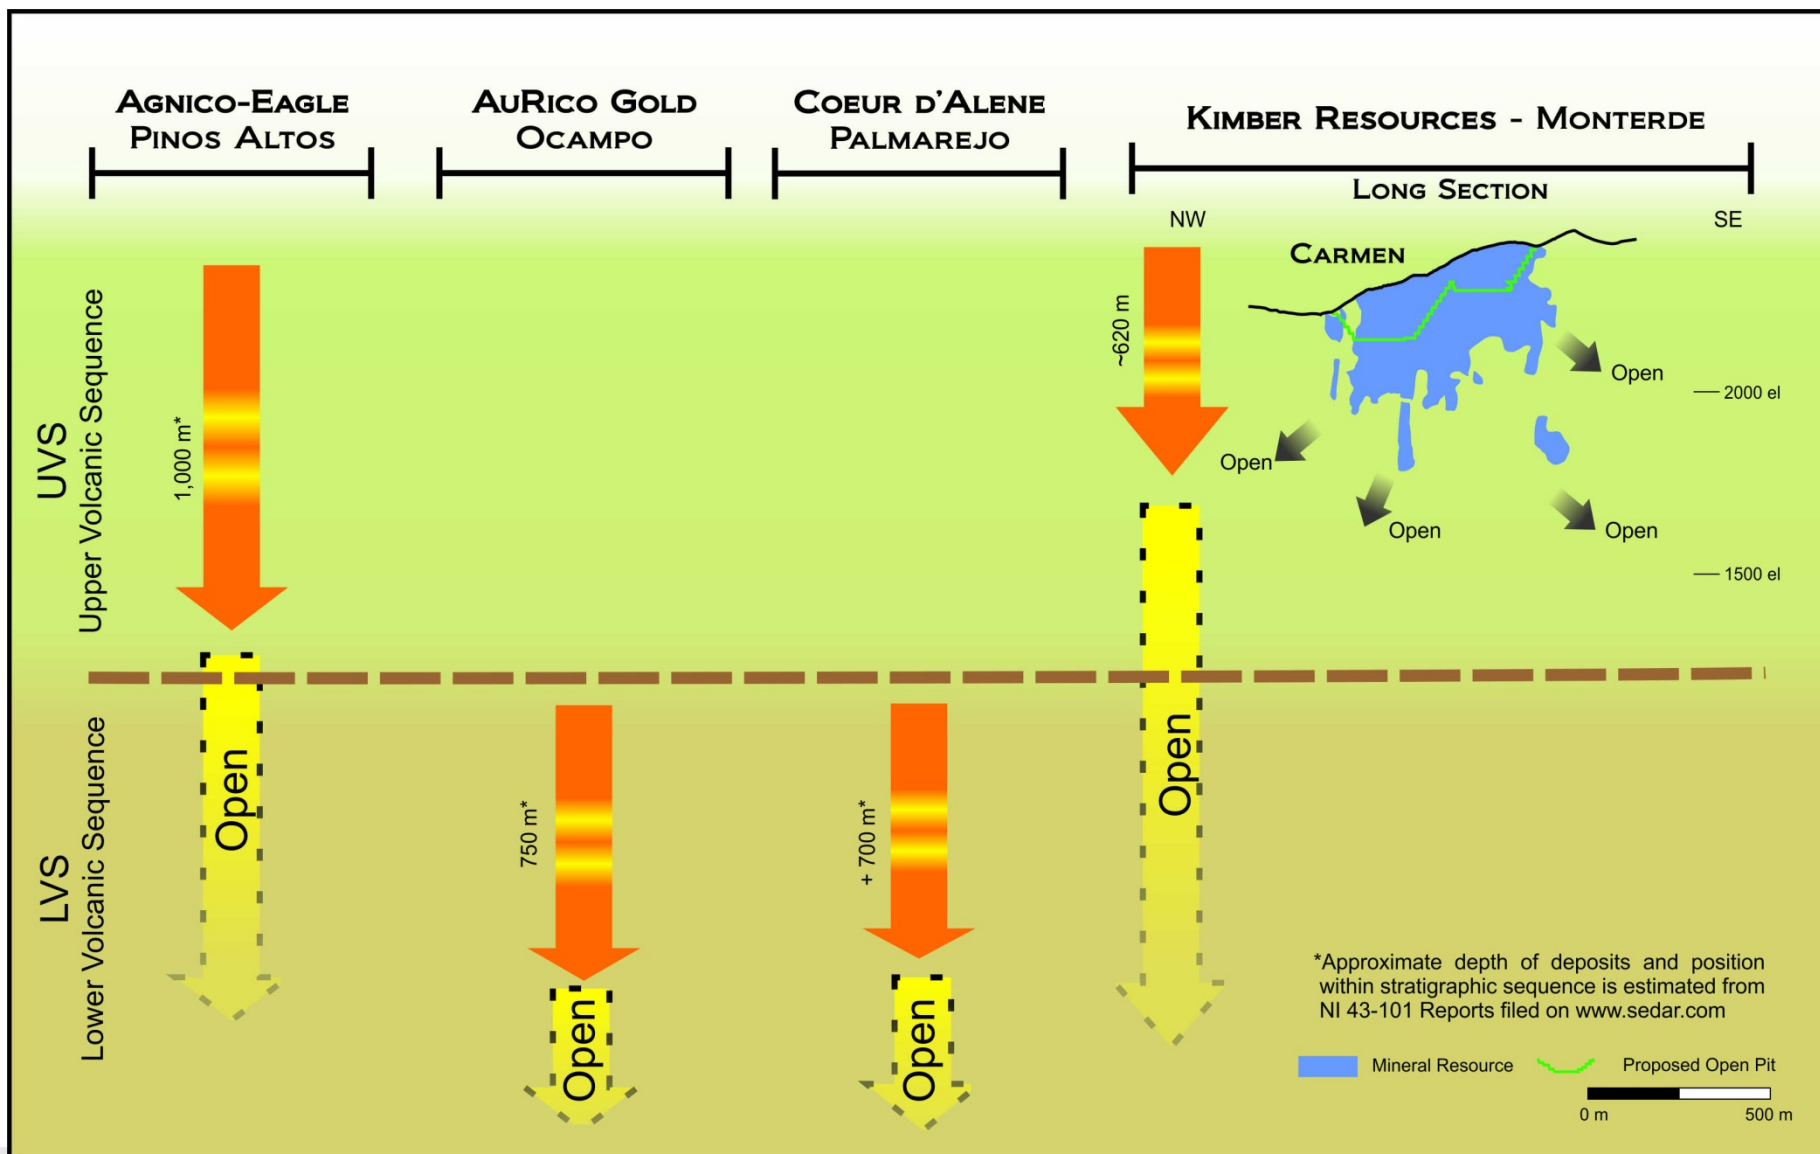 AGNICO-EAGLE
PINOS ALTOS
AURICO GOLD
OCAMPO
COEUR D'ALENE
PALMAREJO
KIMBER RESOURCES - MONTERDE
LONG SECTION
NW
SE
CARMEN
UVS
Upper Volcanic Sequence
1,000 m*
~620 m
Open
2000 el
Open
Open
Open
1500 el
LVS
Lower Volcanic Sequence
Open
750 m*
+ 700 m*
Open
Open
Open
*Approximate depth of deposits and position
within stratigraphic sequence is estimated from
NI 43-101 Reports filed on www.sedar.com
Mineral Resource
Proposed Open Pit
0 m
500 m